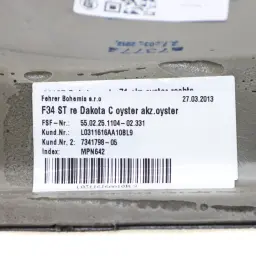 Fehrer Bohemia s.r.o
27.03.2013
F34 ST re Dakota C oyster akz.oyster
FSF-Nr.: 55.02.25.1104-02.331
Kund.Nr.: L0311616AA10BL9
Kund.Nr. 2: 7341798-05
Index: MPN642